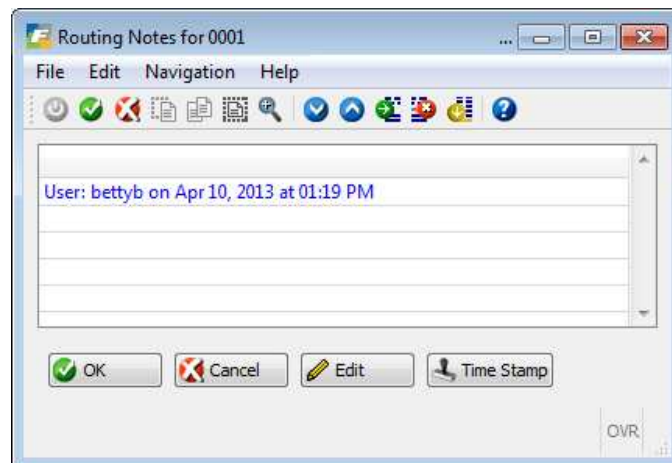 Routing Notes for 0001 ...
File Edit Navigation Help
User: bettyb on Apr 10, 2013 at 01:19 PM
OK Cancel Edit Time Stamp
OVR